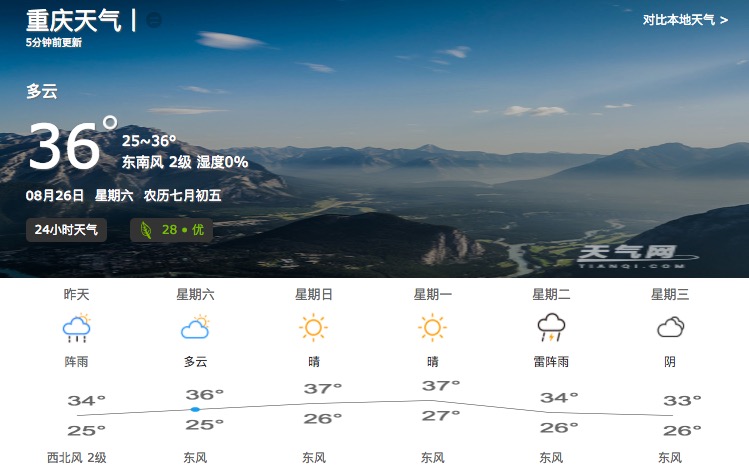 重庆天气
对比本地天气 >
5分钟前更新
多云
36°
25~36°
东南风 2级 湿度0%
08月26日 星期六 农历七月初五
24小时天气
28 • 优
天气网
TIANQI.COM
昨天 星期六 星期日 星期一 星期二 星期三
阵雨 多云 晴 晴 雷阵雨 阴
34° 36° 37° 37° 34° 33°
25° 25° 26° 27° 26° 26°
西北风 2级 东风 东风 东风 东风 东风